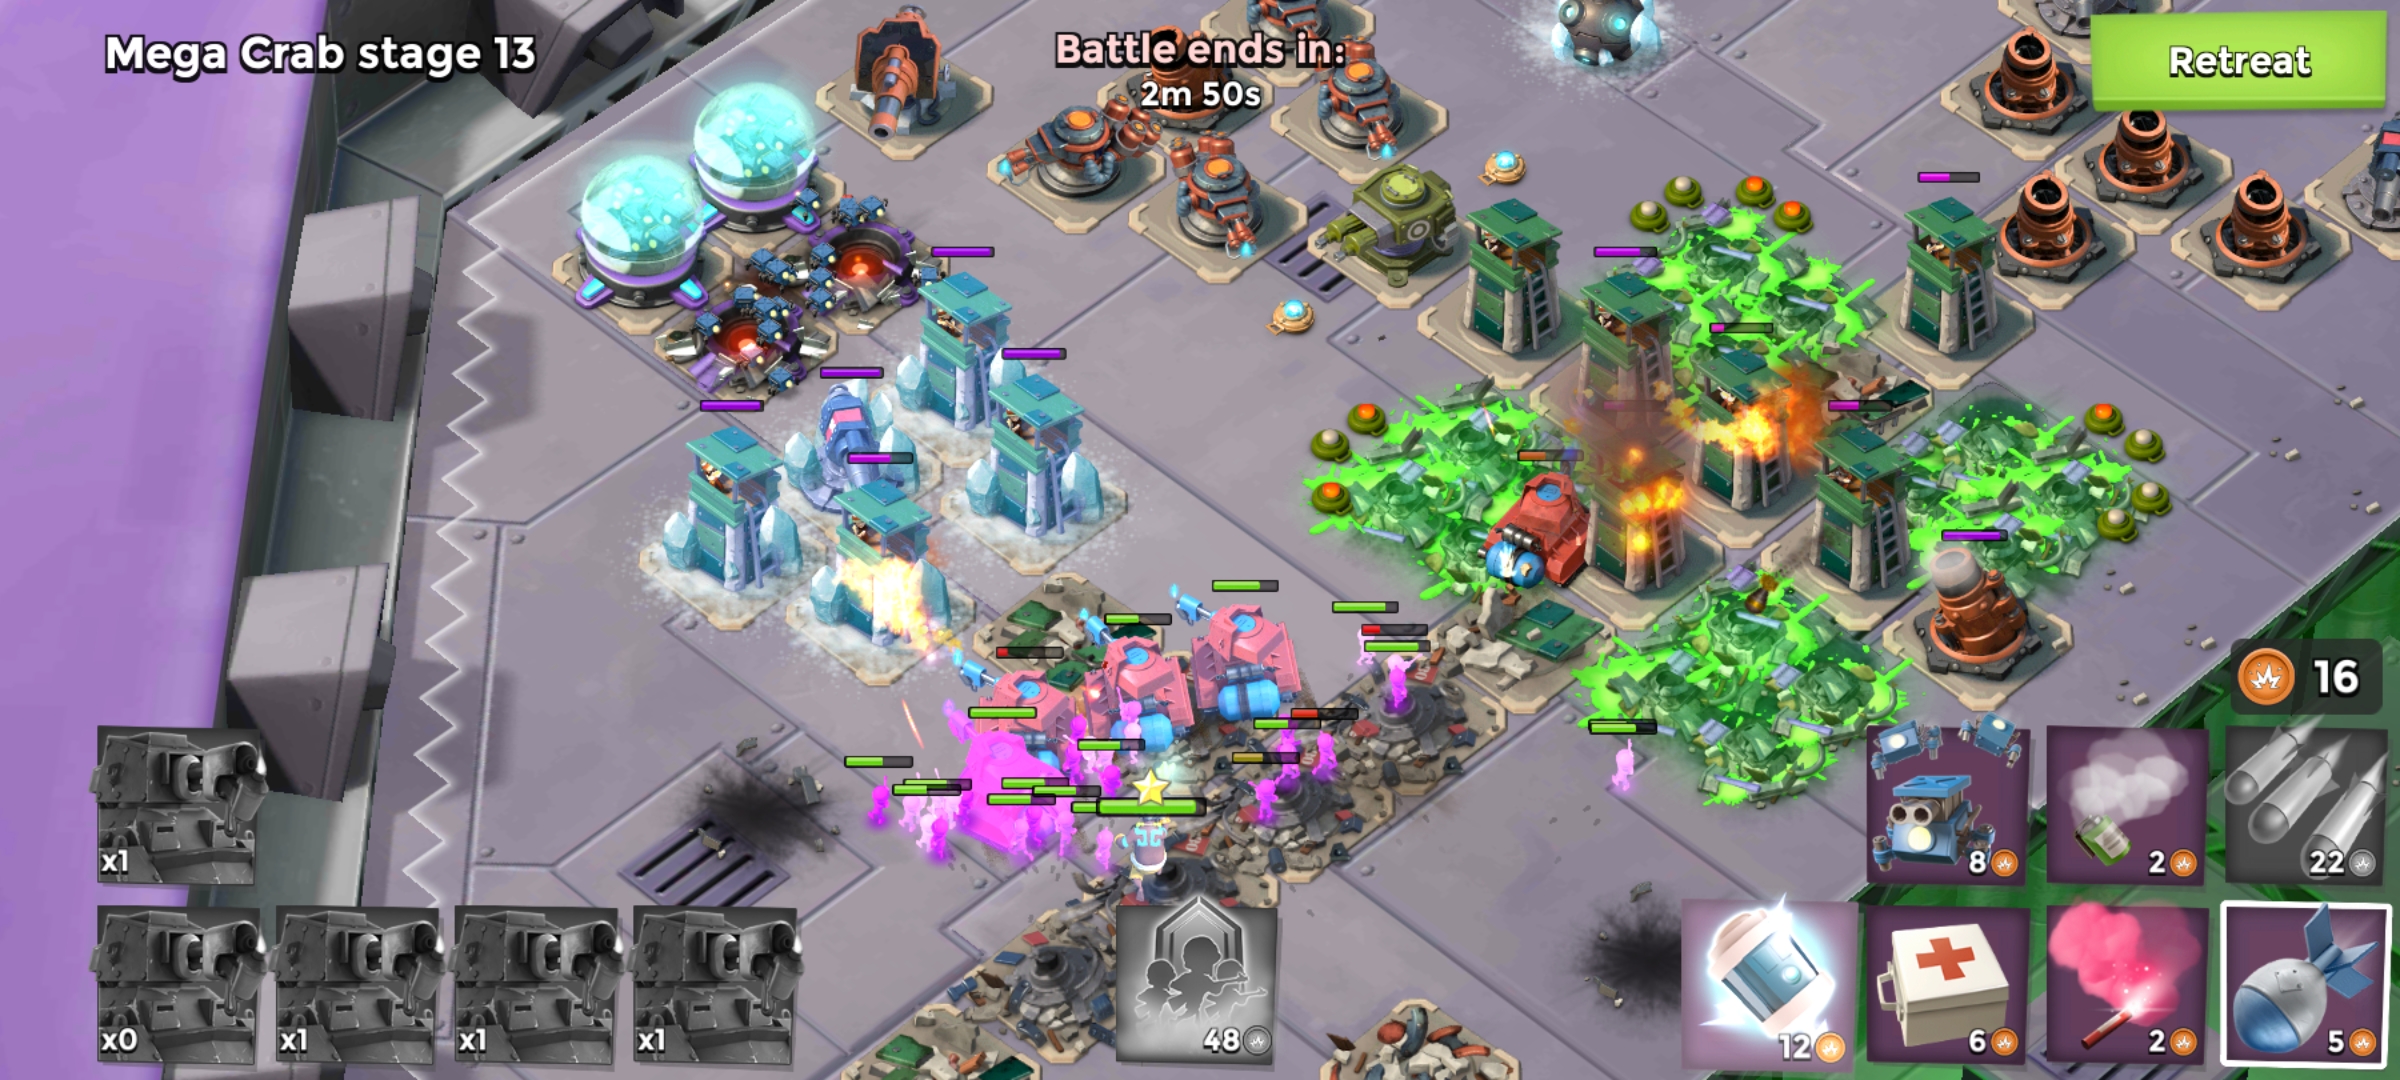 Mega Crab stage 13
Battle ends in:
2m 50s
Retreat
16
x1
8
2
22
x0
x1
x1
x1
48
12
6
2
5